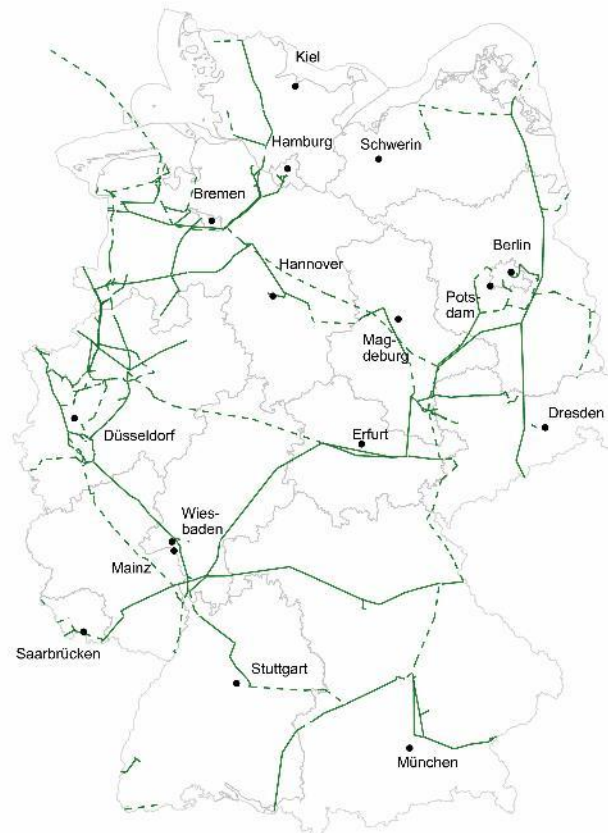 Kiel
Hamburg
Schwerin
Bremen
Berlin
Hannover
Pots-
dam
Mag-
deburg
Düsseldorf
Erfurt
Dresden
Wies-
baden
Mainz
Saarbrücken
Stuttgart
München